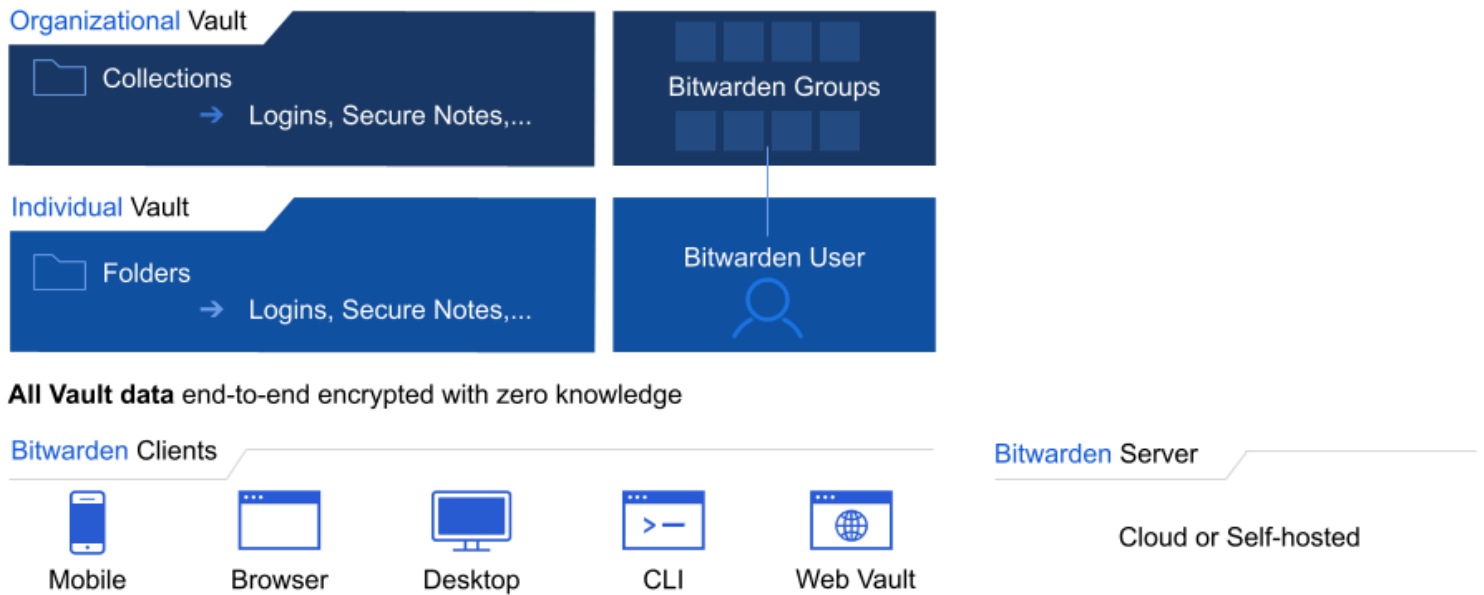 Organizational Vault
Collections
Logins, Secure Notes,...
Bitwarden Groups
Individual Vault
Folders
Logins, Secure Notes,...
Bitwarden User
All Vault data end-to-end encrypted with zero knowledge
Bitwarden Clients
Mobile
Browser
Desktop
CLI
Web Vault
Bitwarden Server
Cloud or Self-hosted